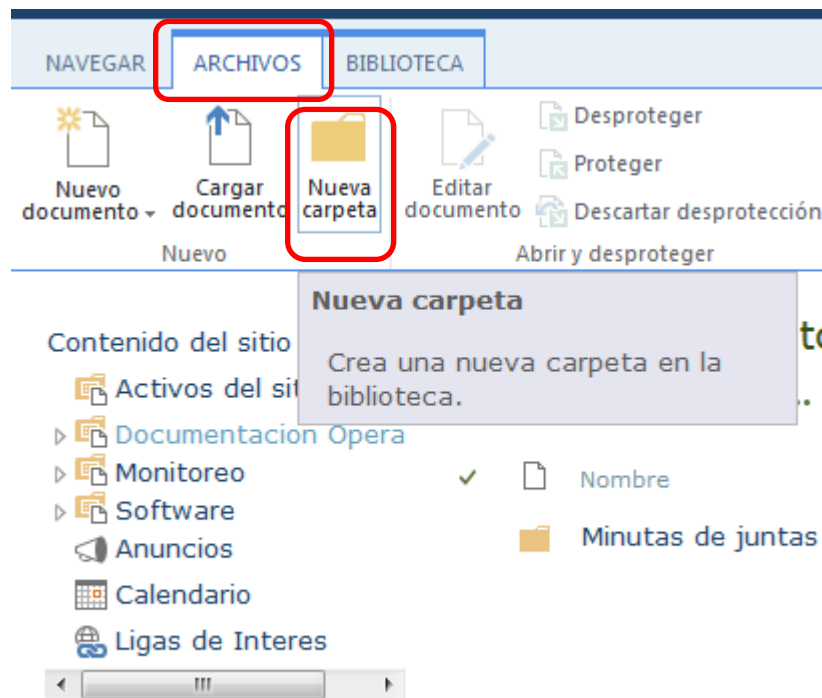 NAVEGAR ARCHIVOS BIBLIOTECA
Nuevo documento
Cargar documento
Nueva carpeta
Editar documento
Desproteger
Proteger
Descartar desprotección
Nuevo
Abrir y desproteger
Nueva carpeta
Crea una nueva carpeta en la
biblioteca.
Contenido del sitio
Activos del
Documentacion Opera
Monitoreo
Software
Anuncios
Calendario
Ligas de Interes
Nombre
Minutas de juntas